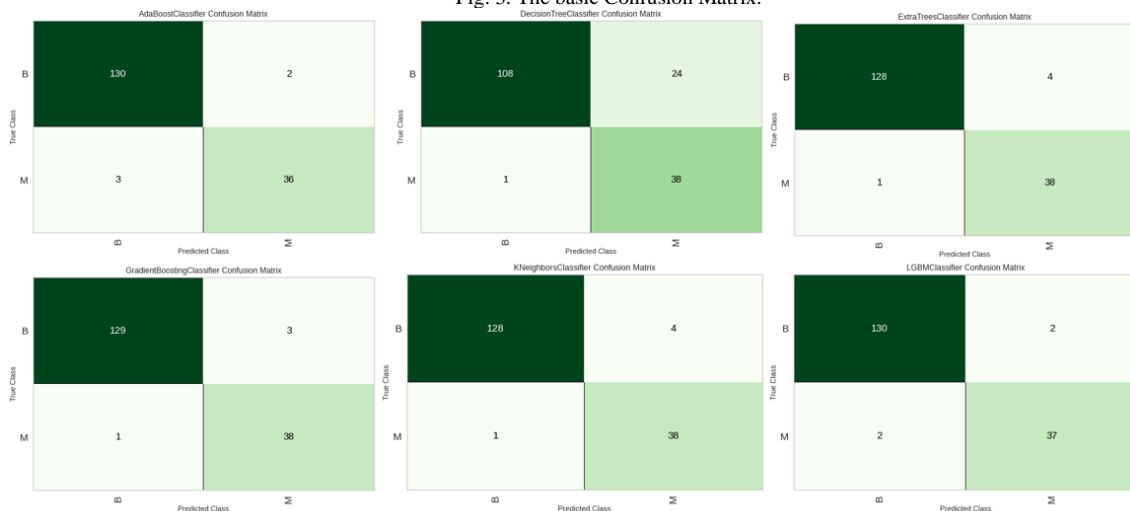 Fig. 3. The basic Confusion Matrix.
AdaBoostClassifier Confusion Matrix
B
130
2
True Class
M
3
36
B
M
Predicted Class
DecisionTreeClassifier Confusion Matrix
B
108
24
True Class
M
1
38
B
M
Predicted Class
ExtraTreesClassifier Confusion Matrix
B
128
4
True Class
M
1
38
B
M
Predicted Class
GradientBoostingClassifier Confusion Matrix
B
129
3
True Class
M
1
38
B
M
Predicted Class
KNeighborsClassifier Confusion Matrix
B
128
4
True Class
M
1
38
B
M
Predicted Class
LGBMClassifier Confusion Matrix
B
130
2
True Class
M
2
37
B
M
Predicted Class